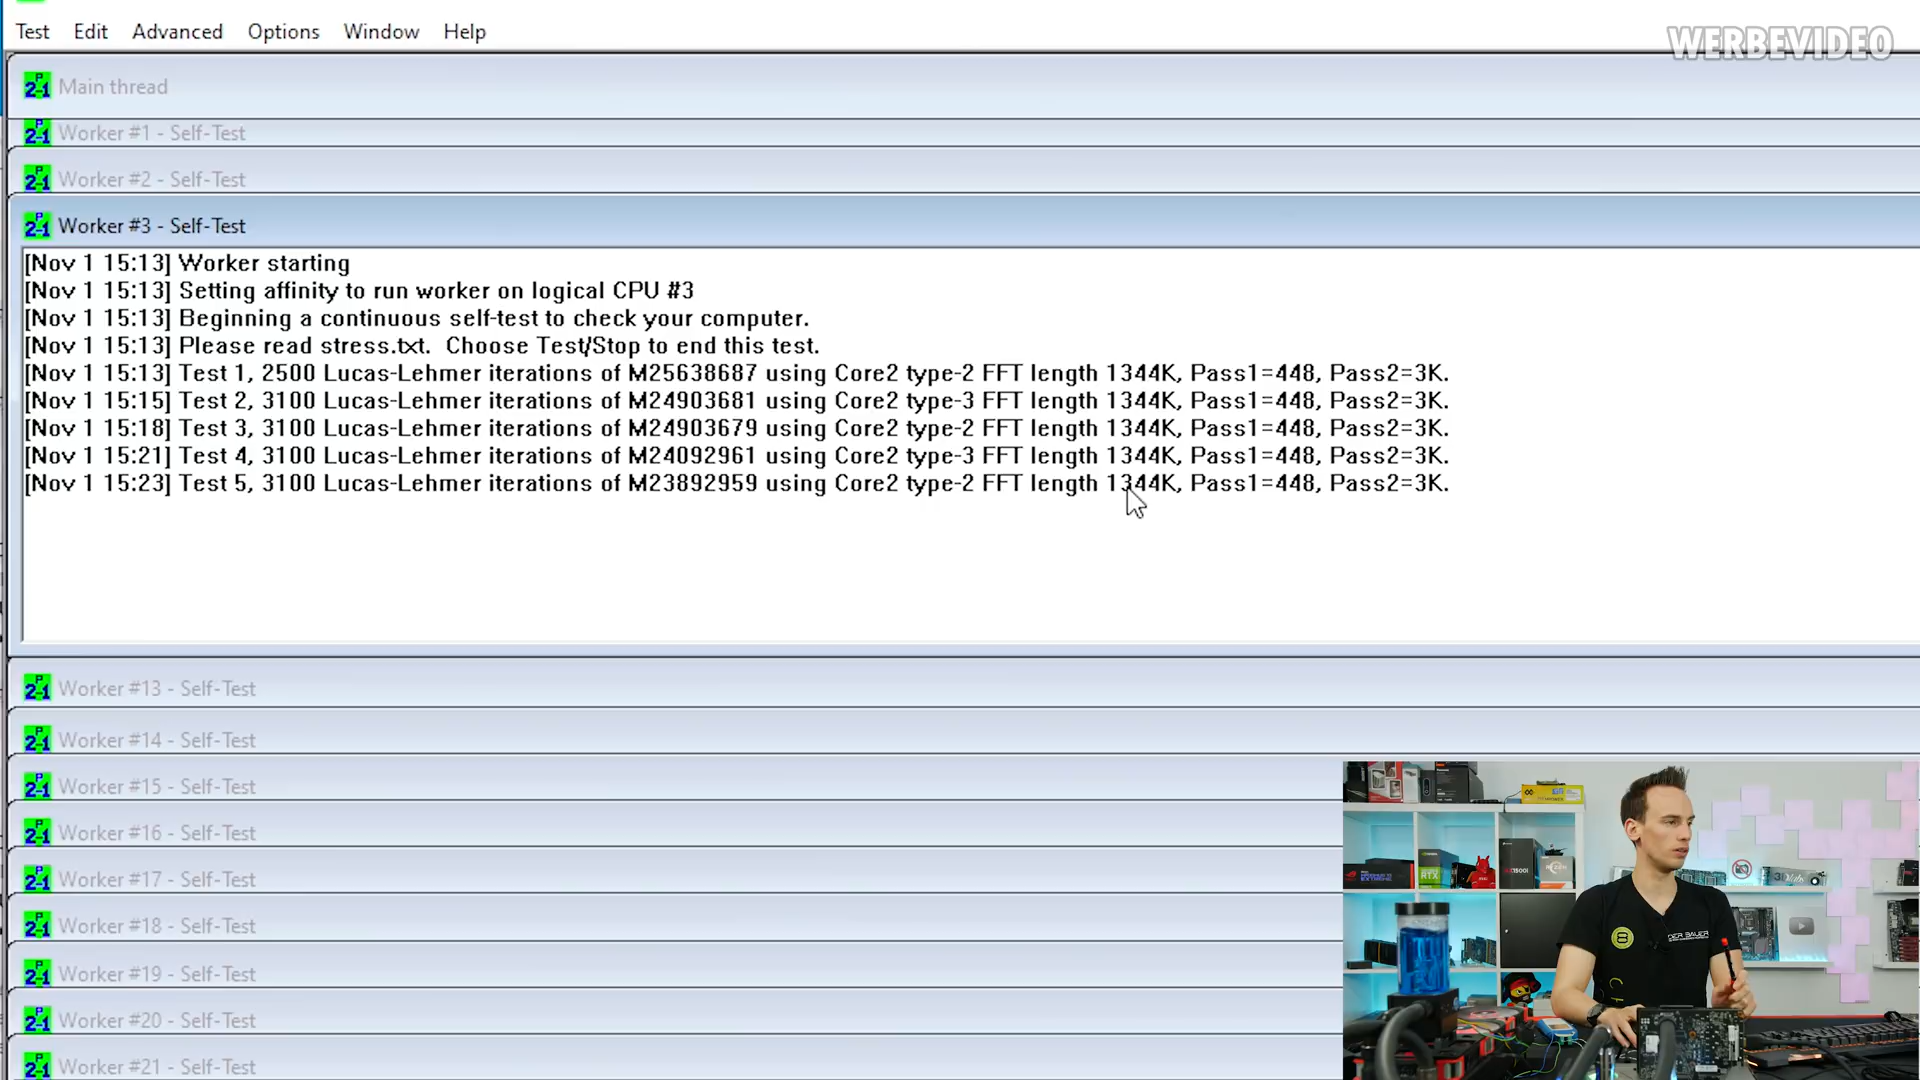 Test Edit Advanced Options Window Help
WERBEVIDEO
Main thread
Worker #1 - Self-Test
Worker #2 - Self-Test
Worker #3 - Self-Test
[Nov 1 15:13] Worker starting
[Nov 1 15:13] Setting affinity to run worker on logical CPU #3
[Nov 1 15:13] Beginning a continuous self-test to check your computer.
[Nov 1 15:13] Please read stress.txt.  Choose Test/Stop to end this test.
[Nov 1 15:13] Test 1, 2500 Lucas-Lehmer iterations of M25638687 using Core2 type-2 FFT length 1344K, Pass1=448, Pass2=3K.
[Nov 1 15:15] Test 2, 3100 Lucas-Lehmer iterations of M24903681 using Core2 type-3 FFT length 1344K, Pass1=448, Pass2=3K.
[Nov 1 15:18] Test 3, 3100 Lucas-Lehmer iterations of M24903679 using Core2 type-2 FFT length 1344K, Pass1=448, Pass2=3K.
[Nov 1 15:21] Test 4, 3100 Lucas-Lehmer iterations of M24092961 using Core2 type-3 FFT length 1344K, Pass1=448, Pass2=3K.
[Nov 1 15:23] Test 5, 3100 Lucas-Lehmer iterations of M23892959 using Core2 type-2 FFT length 1344K, Pass1=448, Pass2=3K.
Worker #13 - Self-Test
Worker #14 - Self-Test
Worker #15 - Self-Test
Worker #16 - Self-Test
Worker #17 - Self-Test
Worker #18 - Self-Test
Worker #19 - Self-Test
Worker #20 - Self-Test
Worker #21 - Self-Test
RTX
RYZEN
DER BAUER